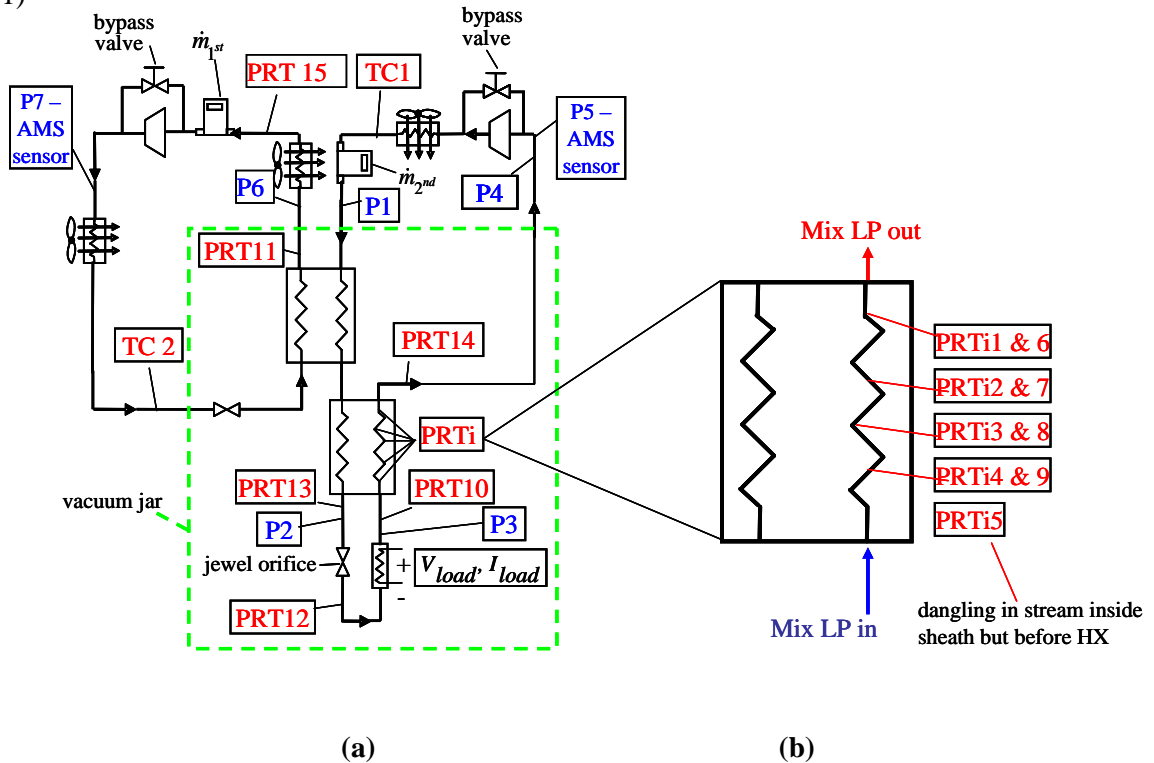 1)
bypass
valve
ṁ1st
PRT 15
TC1
bypass
valve
P7 –
AMS
sensor
P5 –
AMS
sensor
P6
ṁ2nd
P4
P1
PRT11
TC 2
PRT14
PRTi
PRT13
PRT10
P2
P3
vacuum jar
jewel orifice
+
Vload, Iload
-
PRT12
Mix LP out
PRTi1 & 6
PRTi2 & 7
PRTi3 & 8
PRTi4 & 9
PRTi5
Mix LP in
dangling in stream inside
sheath but before HX
(a)
(b)